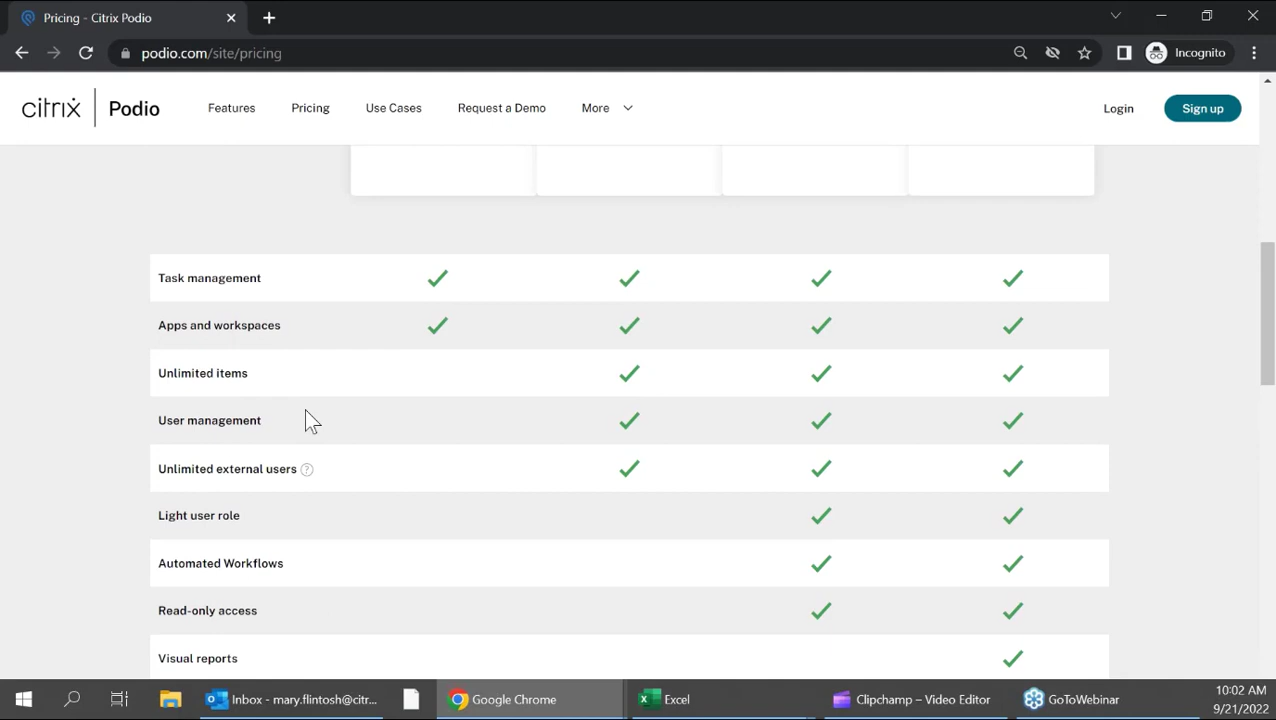 Pricing - Citrix Podio
podio.com/site/pricing
Incognito
citrix Podio Features Pricing Use Cases Request a Demo More Login Sign up
Task management
Apps and workspaces
Unlimited items
User management
Unlimited external users ?
Light user role
Automated Workflows
Read-only access
Visual reports
Inbox - mary.flintosh@citr... Google Chrome Excel Clipchamp – Video Editor GoToWebinar
10:02 AM
9/21/2022